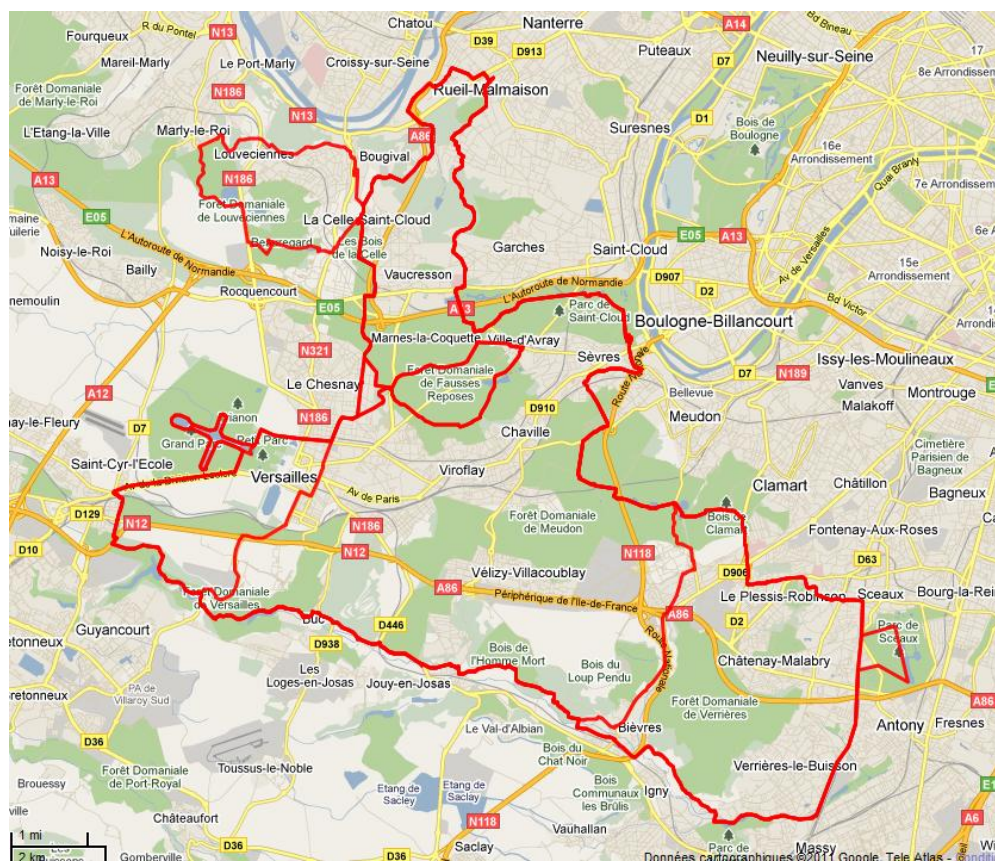 Fourqueux
R du Pontel
N13
Chatou
D39
D913
Nanterre
A14
Bd Bineau
Mareil-Marly
Le Port-Marly
Croissy-sur-Seine
Puteaux
D7
Neuilly-sur-Seine
8e Arrondissement
Forêt Domaniale
de Marly-le-Roi
N186
Rueil-Malmaison
L'Etang-la-Ville
Marly-le-Roi
N13
A86
Suresnes
D1
Bois de
Boulogne
16e
Arrondissement
Quai Branly
7e Arrondissement
Louveciennes
Bougival
A13
N186
Forêt Domaniale
de Louveciennes
E05
La Celle-Saint-Cloud
Saint-Cloud
E05
A13
6e
Arrondissement
Noisy-le-Roi
L'Autoroute de Normandie
Beauregard
Les Bois
de la Celle
Garches
Av de Versailles
15e
Arrondissement
Bailly
Vaucresson
D907
D2
Rocquencourt
E05
L'Autoroute de Normandie
Parc de
Saint-Cloud
Bd Victor
Boulogne-Billancourt
N321
Marnes-la-Coquette
Ville-d'Avray
Sèvres
Issy-les-Moulineaux
A12
Le Chesnay
Forêt Domaniale
de Fausses
Reposes
D7
N189
Vanves
Montrouge
Bellevue
Malakoff
N186
D910
Meudon
D7
Grand Parc
Petit Parc
Chaville
Cimetière
Parisien de
Bagneux
Saint-Cyr-l'Ecole
Versailles
Viroflay
Clamart
Châtillon
Av de Paris
Bagneux
D129
N12
N186
Forêt Domaniale
de Meudon
Bois de
Clamart
Fontenay-Aux-Roses
D10
N12
N118
D906
D63
Vélizy-Villacoublay
A86
Périphérique de l'Ile-de-France
A86
Le Plessis-Robinson
Sceaux
Forêt Domaniale
de Versailles
Guyancourt
Buc
D446
D2
Parc de
Sceaux
D938
Bois de
l'Homme Mort
Route Nationale
Châtenay-Malabry
Les
Loges-en-Josas
Jouy-en-Josas
Bois du
Loup Pendu
PA de
Villaroy Sud
Forêt Domaniale
de Verrières
A86
Le Val-d'Albian
Bièvres
Antony
Fresnes
D36
Toussus-le-Noble
Bois du
Chat Noir
Verrières-le-Buisson
Forêt Domaniale
de Port-Royal
Etang de
Saclay
Etang de
Saclay
Bois
Communaux
les Brûlis
Igny
Châteaufort
N118
Vauhallan
A6
1 mi
2 km
D36
Gomberville
D36
Saclay
Parc de
Massy
Données cartographiques ©2011 Google, Tele Atlas -